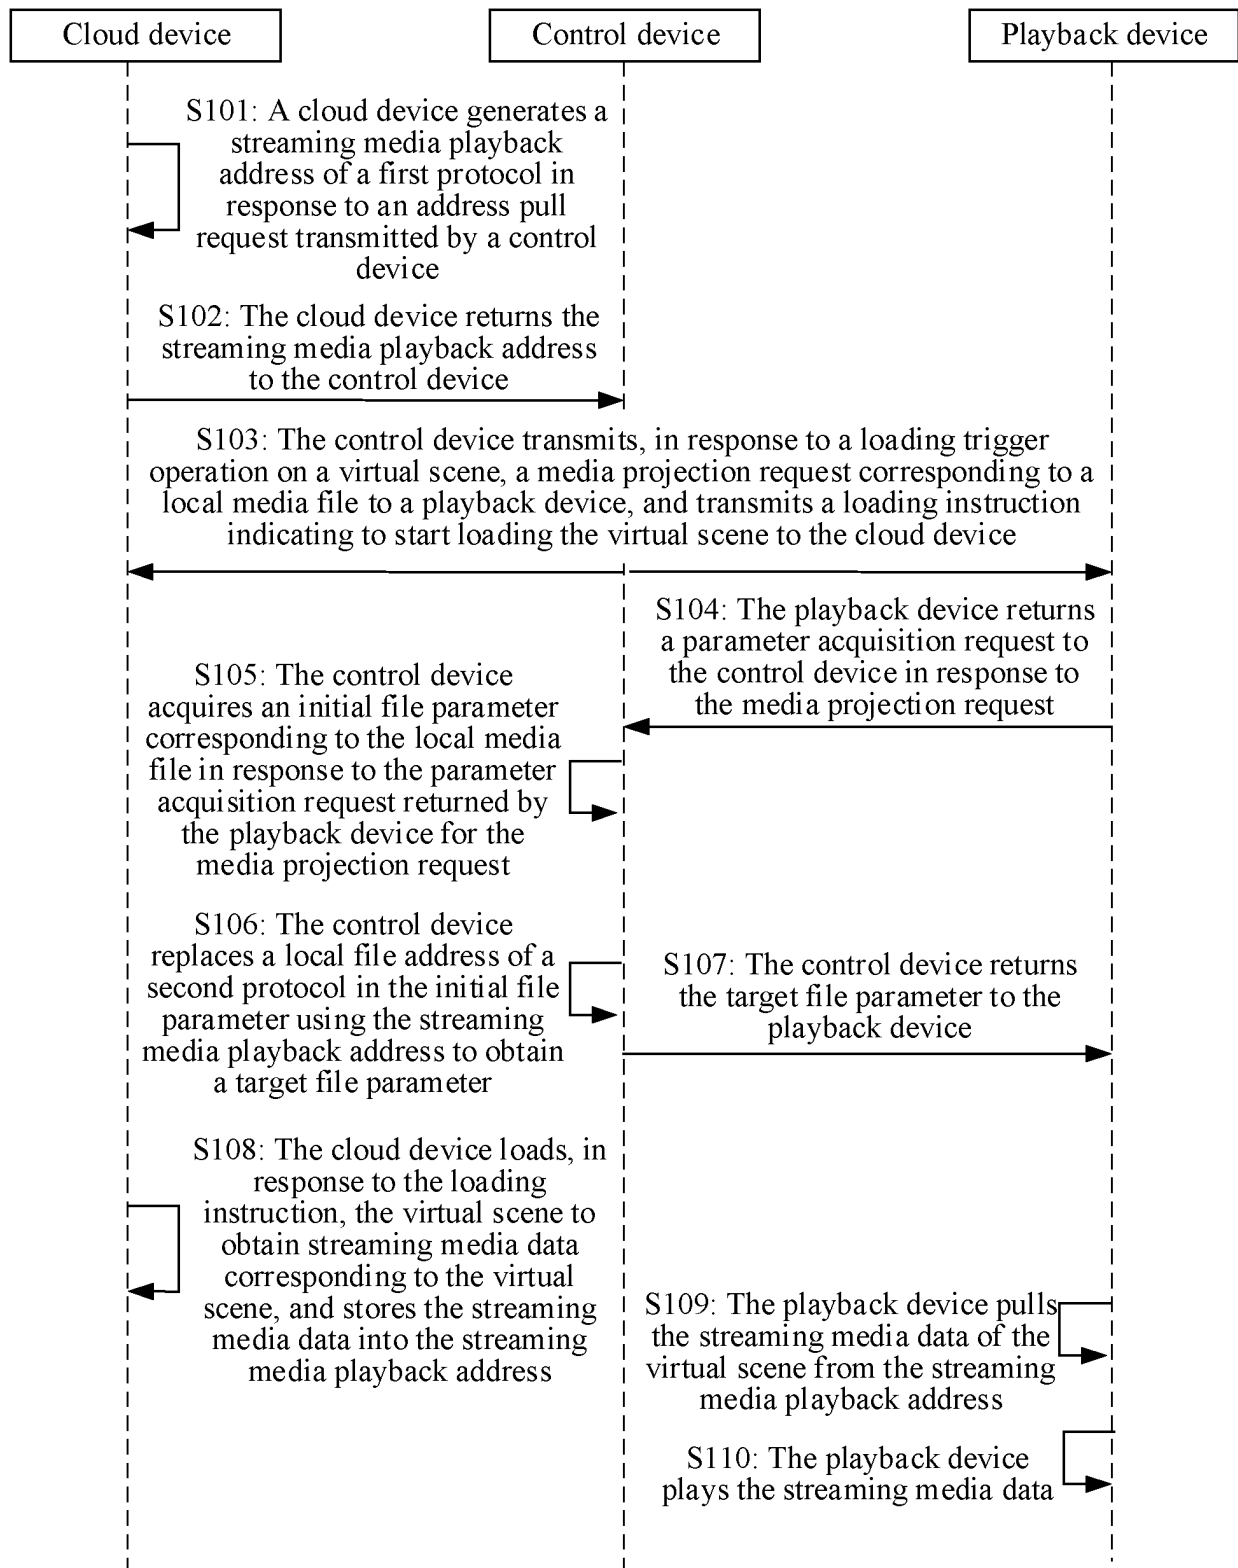 Cloud device
Control device
Playback device
S101: A cloud device generates a
streaming media playback
address of a first protocol in
response to an address pull
request transmitted by a control
device
S102: The cloud device returns the
streaming media playback address
to the control device
S103: The control device transmits, in response to a loading trigger
operation on a virtual scene, a media projection request corresponding to a
local media file to a playback device, and transmits a loading instruction
indicating to start loading the virtual scene to the cloud device
S104: The playback device returns
a parameter acquisition request to
the control device in response to
the media projection request
S105: The control device
acquires an initial file parameter
corresponding to the local media
file in response to the parameter
acquisition request returned by
the playback device for the
media projection request
S106: The control device
replaces a local file address of a
second protocol in the initial file
parameter using the streaming
media playback address to obtain
a target file parameter
S107: The control device returns
the target file parameter to the
playback device
S108: The cloud device loads, in
response to the loading
instruction, the virtual scene to
obtain streaming media data
corresponding to the virtual
scene, and stores the streaming
media data into the streaming
media playback address
S109: The playback device pulls
the streaming media data of the
virtual scene from the streaming
media playback address
S110: The playback device
plays the streaming media data